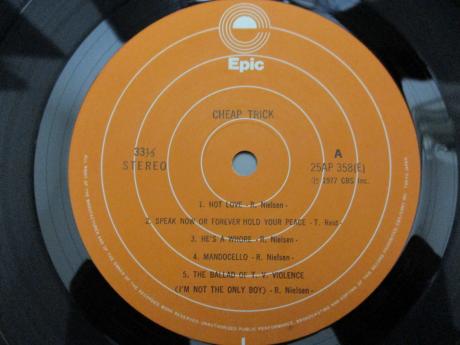 Epic
CHEAP TRICK
33⅓
STEREO
A
25AP 358(E)
Ⓟ 1977 CBS Inc.
1. HOT LOVE - R. Nielsen -
2. SPEAK NOW OR FOREVER HOLD YOUR PEACE - T. Reid -
3. HE'S A WHORE - R. Nielsen -
4. MANDOCELLO - R. Nielsen -
5. THE BALLAD OF T. V. VIOLENCE
(I'M NOT THE ONLY BOY) - R. Nielsen -